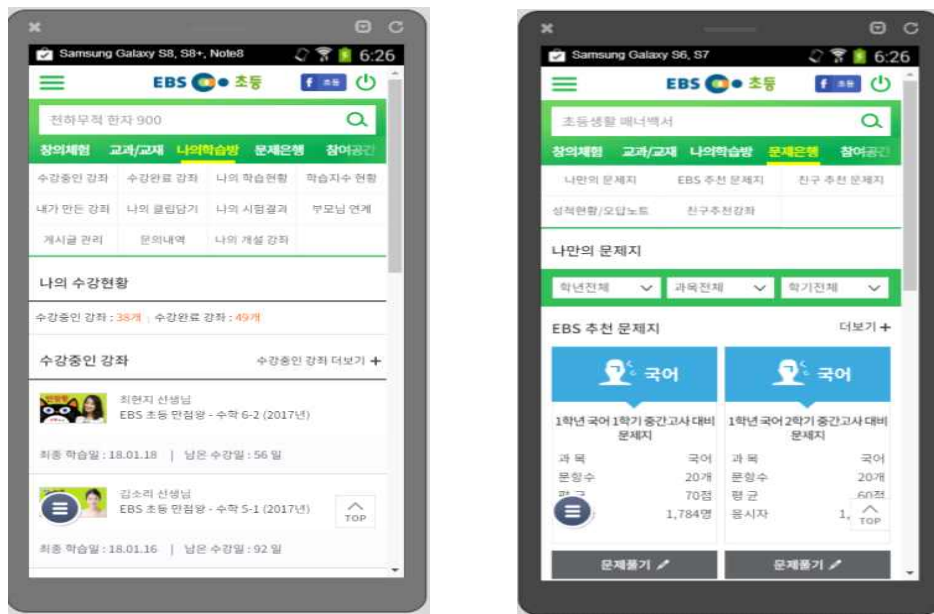 Samsung Galaxy S8, S8+, Note8
6:26
EBS 초등
f 초등
천하무적 한자 900
창의체험 교과/교재 나의학습방 문제은행 참여공간
수강중인 강좌 수강완료 강좌 나의 학습현황 학습지수 현황
내가 만든 강좌 나의 클립담기 나의 시험결과 부모님 연계
게시글 관리 문의내역 나의 개설 강좌
나의 수강현황
수강중인 강좌 : 38개 수강완료 강좌 : 49개
수강중인 강좌 수강중인 강좌 더보기 +
최현지 선생님
EBS 초등 만점왕 - 수학 6-2 (2017년)
최종 학습일 : 18.01.18 | 남은 수강일 : 56 일
김소리 선생님
EBS 초등 만점왕 - 수학 5-1 (2017년)
TOP
최종 학습일 : 18.01.16 | 남은 수강일 : 92 일
Samsung Galaxy S6, S7
6:26
EBS 초등
f 초등
초등생활 매너백서
창의체험 교과/교재 나의학습방 문제은행 참여공간
나만의 문제지 EBS 추천 문제지 친구 추천 문제지
성적현황/오답노트 친구추천강좌
나만의 문제지
학년전체 과목전체 학기전체
EBS 추천 문제지 더보기 +
국어 국어
1학년 국어 1학기 중간고사 대비 문제지
1학년 국어 2학기 중간고사 대비 문제지
과 목 국어 과 목 국어
문항수 20개 문항수 20개
평 균 70점 평 균 60점
1,784명 응시자 1,
TOP
문제풀기 문제풀기